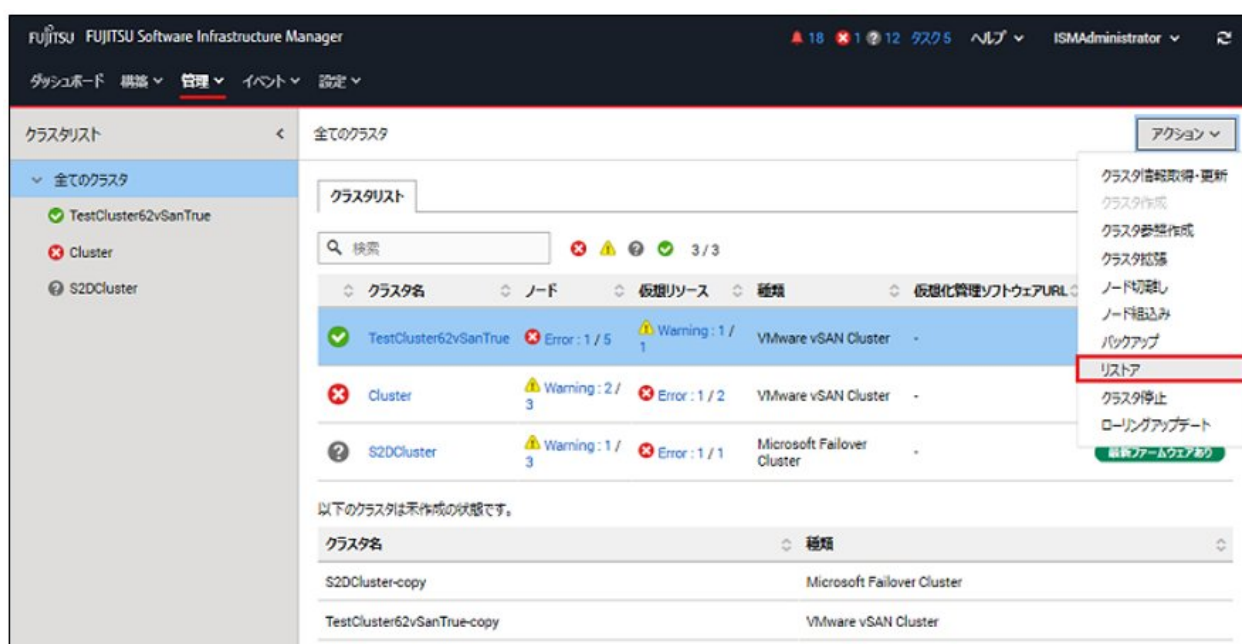 FUJITSU FUJITSU Software Infrastructure Manager
18 1 12 タスク 5 ヘルプ ISMAdministrator
ダッシュボード 構築 管理 イベント 設定
クラスタリスト
全てのクラスタ
TestCluster62vSanTrue
Cluster
S2DCluster
全てのクラスタ
アクション
クラスタ情報取得・更新
クラスタ作成
クラスタ参照作成
クラスタ拡張
ノード切離し
ノード組込み
バックアップ
リストア
クラスタ停止
ローリングアップデート
クラスタリスト
検索
3 / 3
クラスタ名 ノード 仮想リソース 種類 仮想化管理ソフトウェアURL
TestCluster62vSanTrue Error : 1 / 5 Warning : 1 / 1 VMware vSAN Cluster -
Cluster Warning : 2 / 3 Error : 1 / 2 VMware vSAN Cluster -
S2DCluster Warning : 1 / 3 Error : 1 / 1 Microsoft Failover Cluster - 最新ファームウェアあり
以下のクラスタは未作成の状態です。
クラスタ名 種類
S2DCluster-copy Microsoft Failover Cluster
TestCluster62vSanTrue-copy VMware vSAN Cluster